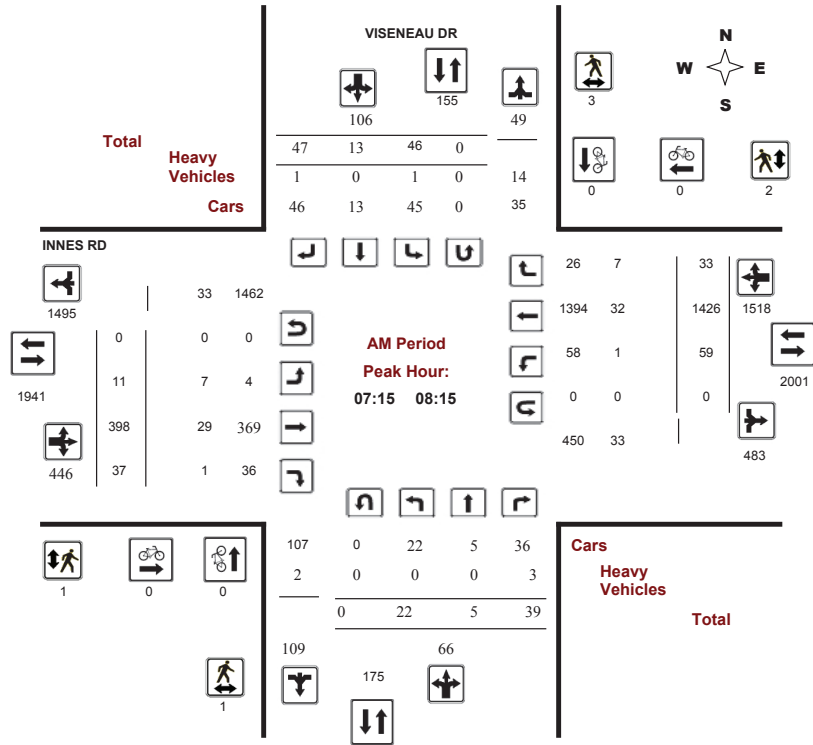 VISENEAU DR
N
W E
S
155
106
49
3
Total
47 13 46 0
Heavy
Vehicles
1 0 1 0 14
Cars
46 13 45 0 35
0 0 2
INNES RD
26 7 33
1495
33 1462
1394 32 1426 1518
0 0 0
AM Period
58 1 59
Peak Hour:
2001
1941
11 7 4
07:15 08:15
0 0 0
398 29 369
450 33
483
446
37 1 36
107 0 22 5 36
Cars
2 0 0 0 3
Heavy
Vehicles
1 0 0
0 22 5 39
Total
109 66
175
1